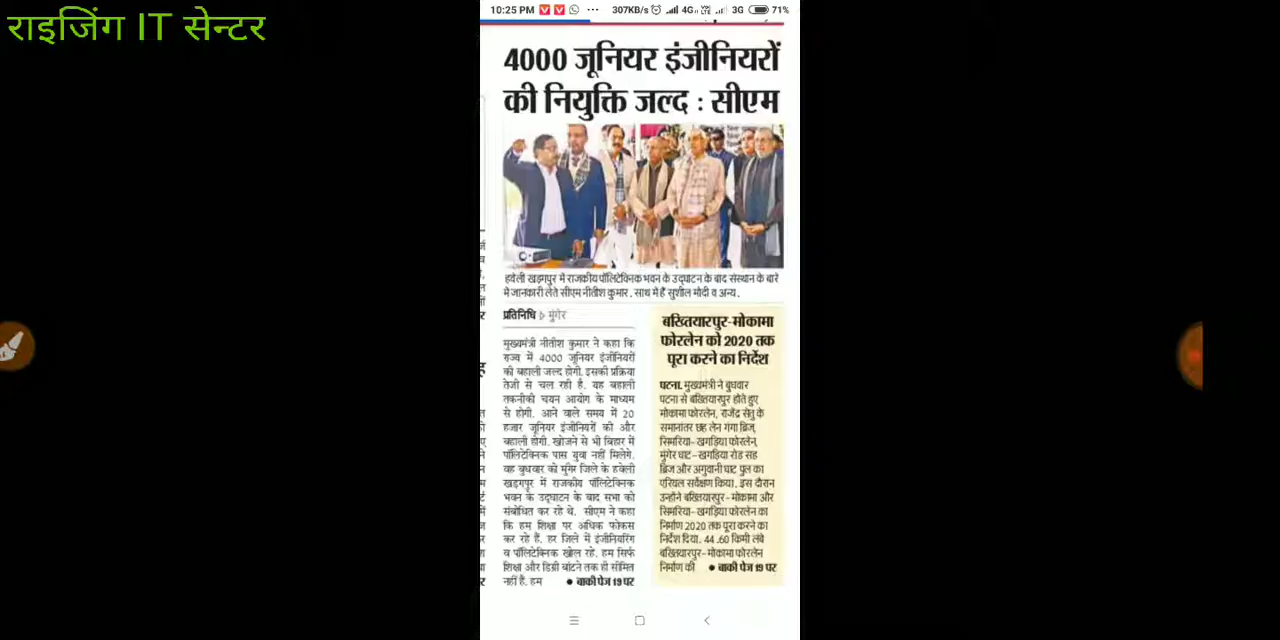 राइजिंग IT सेन्टर
10:25 PM ... 307KB/s 4G VoLTE 3G 71%
4000 जूनियर इंजीनियरों
की नियुक्ति जल्द : सीएम
हवेली खड़गपुर में राजकीय पॉलिटेक्निक भवन के उद्घाटन के बाद संस्थान के बारे
में जानकारी लेते सीएम नीतीश कुमार. साथ में हैं सुशील मोदी व अन्य.
प्रतिनिधि ▷ मुंगेर
मुख्यमंत्री नीतीश कुमार ने कहा कि
राज्य में 4000 जूनियर इंजीनियरों
की बहाली जल्द होगी. इसकी प्रक्रिया
तेजी से चल रही है. यह बहाली
तकनीकी चयन आयोग के माध्यम
से होगी. आने वाले समय में 20
हजार जूनियर इंजीनियरों की और
बहाली होगी. खोजने से भी बिहार में
पॉलिटेक्निक पास युवा नहीं मिलेंगे.
वह बुधवार को मुंगेर जिले के हवेली
खड़गपुर में राजकीय पॉलिटेक्निक
भवन के उद्घाटन के बाद सभा को
संबोधित कर रहे थे. सीएम ने कहा
कि हम शिक्षा पर अधिक फोकस
कर रहे हैं. हर जिले में इंजीनियरिंग
व पॉलिटेक्निक खोल रहे. हम सिर्फ
शिक्षा और डिग्री बांटने तक ही सीमित
नहीं हैं. हम ● बाकी पेज 19 पर
बख्तियारपुर-मोकामा
फोरलेन को 2020 तक
पूरा करने का निर्देश
पटना. मुख्यमंत्री ने बुधवार
पटना से बख्तियारपुर होते हुए
मोकामा फोरलेन, राजेंद्र सेतु के
समानांतर छह लेन गंगा ब्रिज,
सिमरिया-खगड़िया फोरलेन,
मुंगेर घाट-खगड़िया रोड सह
ब्रिज और अगुवानी घाट पुल का
एरियल सर्वेक्षण किया. इस दौरान
उन्होंने बख्तियारपुर-मोकामा और
सिमरिया-खगड़िया फोरलेन का
निर्माण 2020 तक पूरा करने का
निर्देश दिया. 44.60 किमी लंबे
बख्तियारपुर-मोकामा फोरलेन
निर्माण की ● बाकी पेज 19 पर